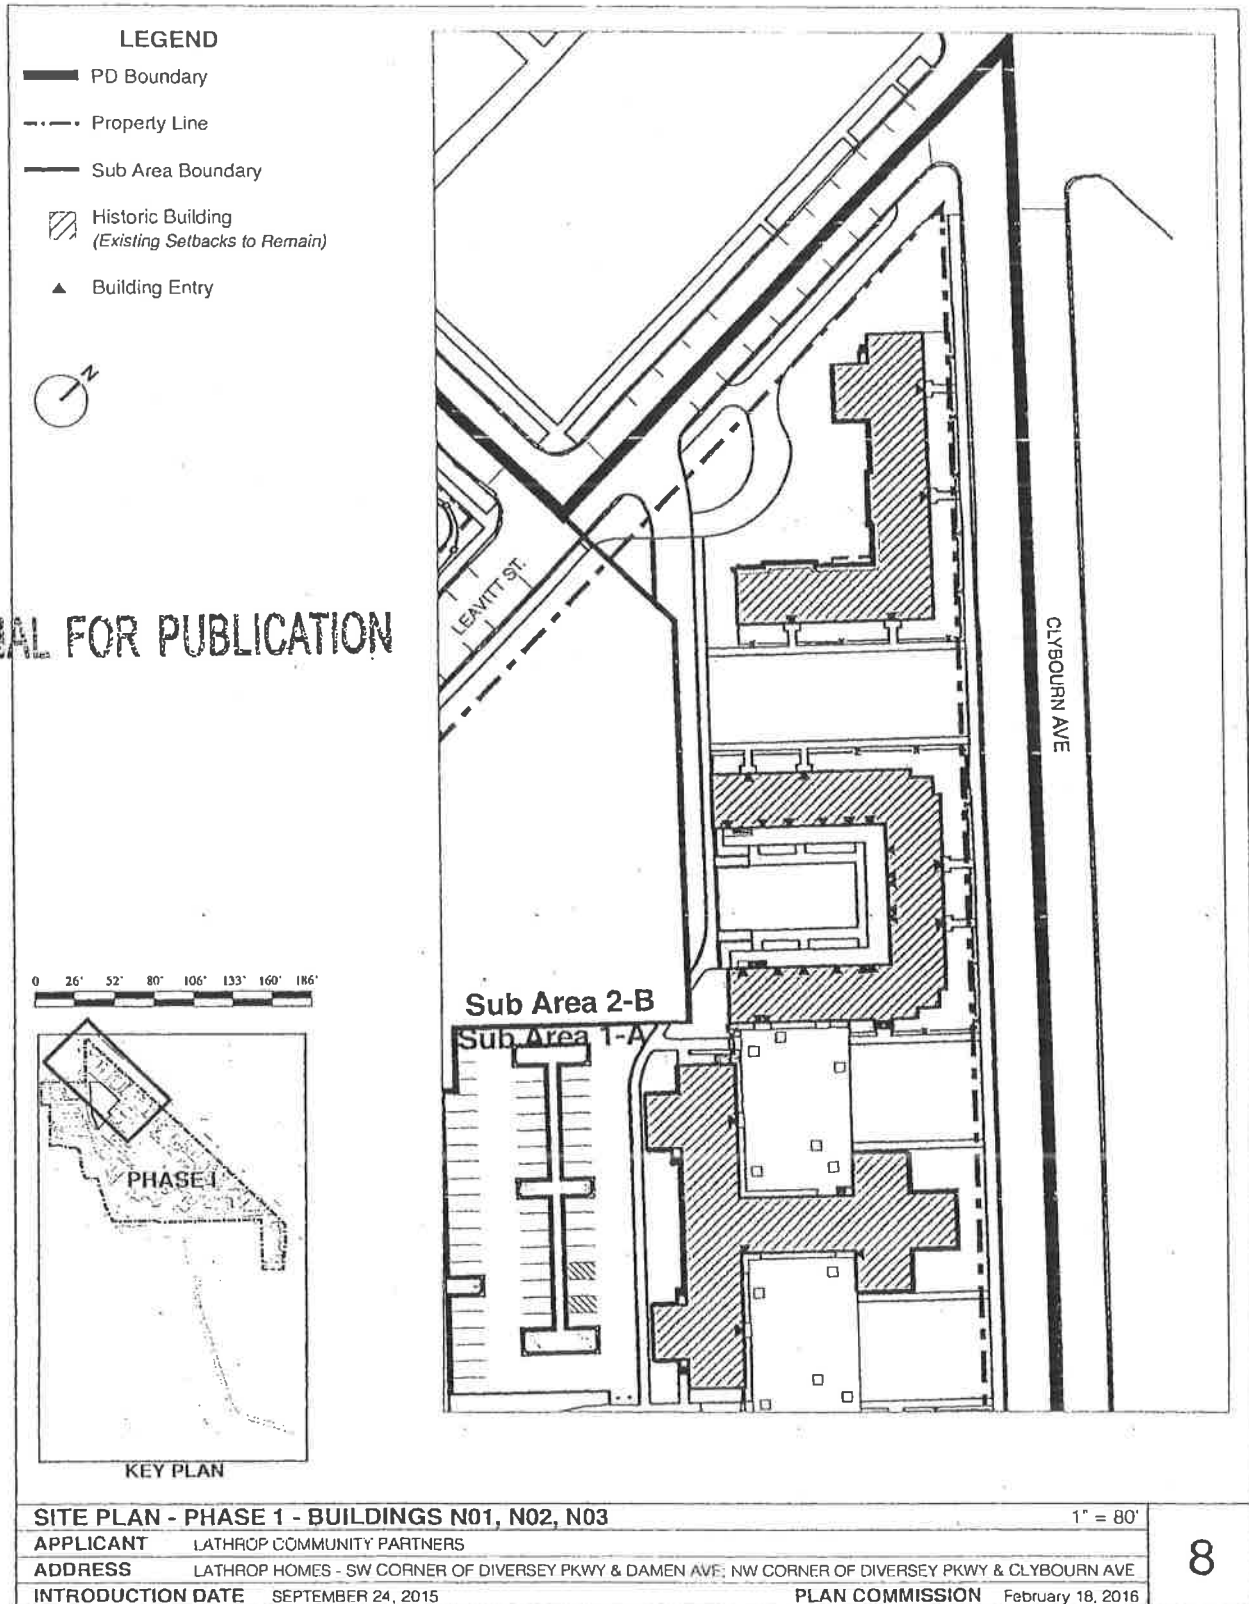 LEGEND
PD Boundary
Property Line
Sub Area Boundary
Historic Building
(Existing Setbacks to Remain)
Building Entry
N
LEAVITT ST.
FOR PUBLICATION
CLYBOURN AVE
0 26' 52' 80' 106' 133' 160' 186'
Sub Area 2-B
Sub Area 1-A
PHASE I
KEY PLAN
SITE PLAN - PHASE 1 - BUILDINGS N01, N02, N03 1" = 80'
APPLICANT LATHROP COMMUNITY PARTNERS
ADDRESS LATHROP HOMES - SW CORNER OF DIVERSEY PKWY & DAMEN AVE; NW CORNER OF DIVERSEY PKWY & CLYBOURN AVE
INTRODUCTION DATE SEPTEMBER 24, 2015 PLAN COMMISSION February 18, 2016
8